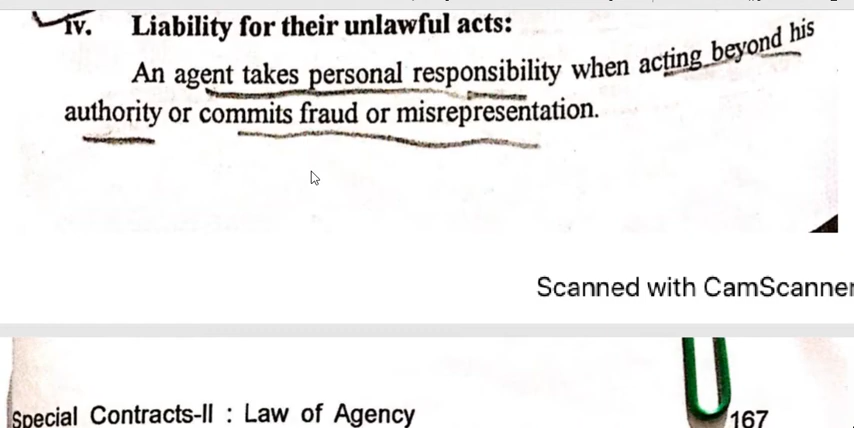 iv. Liability for their unlawful acts:
An agent takes personal responsibility when acting beyond his
authority or commits fraud or misrepresentation.
Scanned with CamScanner
Special Contracts-II : Law of Agency 167